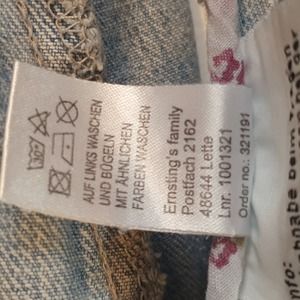 30°
AUF LINKS WASCHEN
UND BÜGELN
MIT ÄHNLICHEN
FARBEN WASCHEN
Ernsting's family
Postfach 2162
48644 Lette
Lnr. 1001321
Order no.: 321191